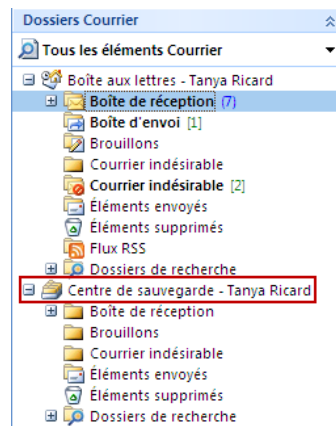 Dossiers Courrier
Tous les éléments Courrier
Boîte aux lettres - Tanya Ricard
Boîte de réception (7)
Boîte d'envoi [1]
Brouillons
Courrier indésirable
Courrier indésirable [2]
Éléments envoyés
Éléments supprimés
Flux RSS
Dossiers de recherche
Centre de sauvegarde - Tanya Ricard
Boîte de réception
Brouillons
Courrier indésirable
Éléments envoyés
Éléments supprimés
Dossiers de recherche